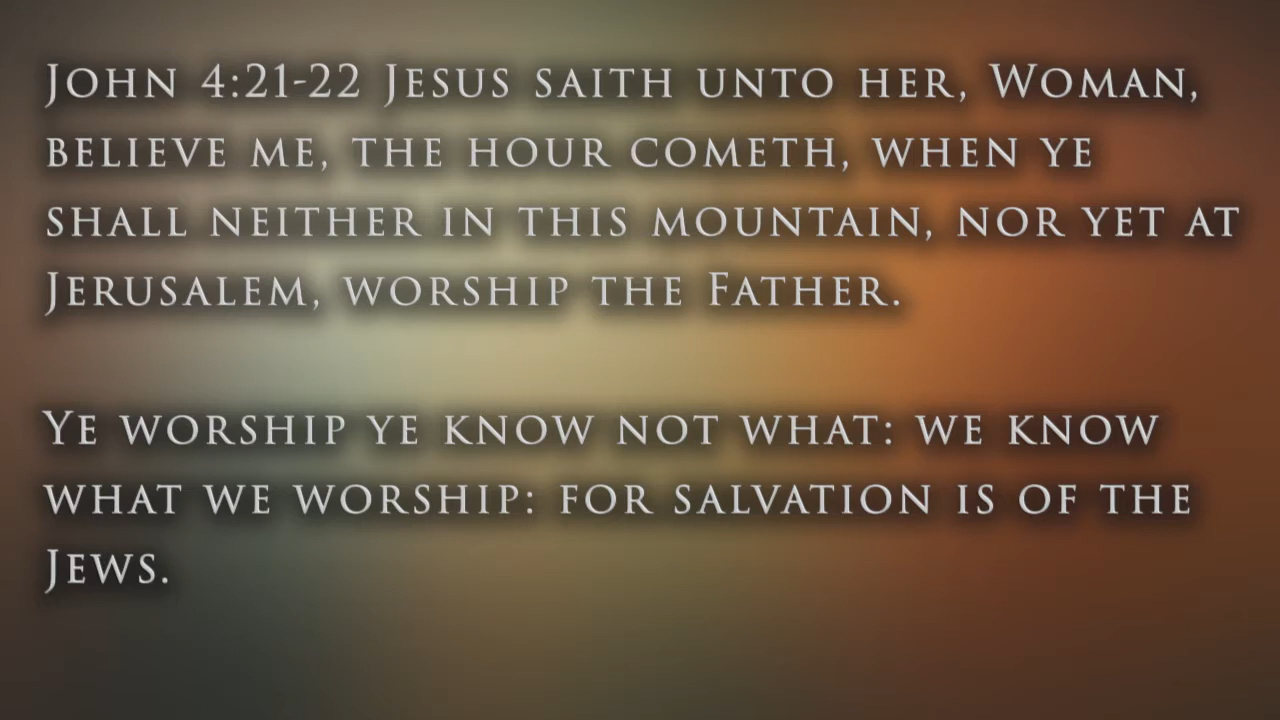 John 4:21-22 Jesus saith unto her, Woman,
believe me, the hour cometh, when ye
shall neither in this mountain, nor yet at
Jerusalem, worship the Father.
Ye worship ye know not what: we know
what we worship: for salvation is of the
Jews.